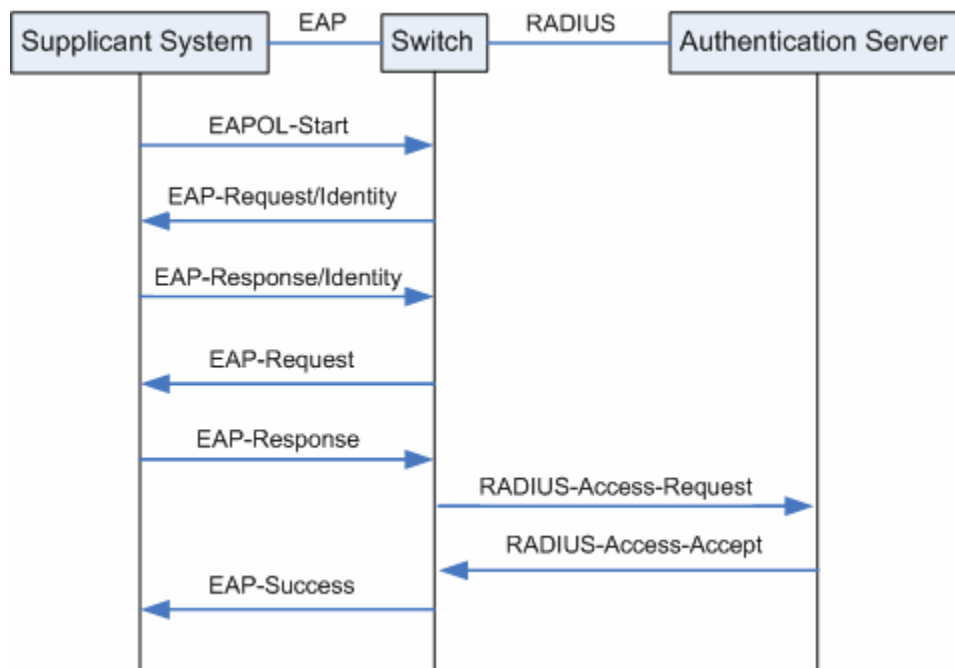 EAP
RADIUS
Supplicant System
Switch
Authentication Server
EAPOL-Start
EAP-Request/Identity
EAP-Response/Identity
EAP-Request
EAP-Response
RADIUS-Access-Request
RADIUS-Access-Accept
EAP-Success